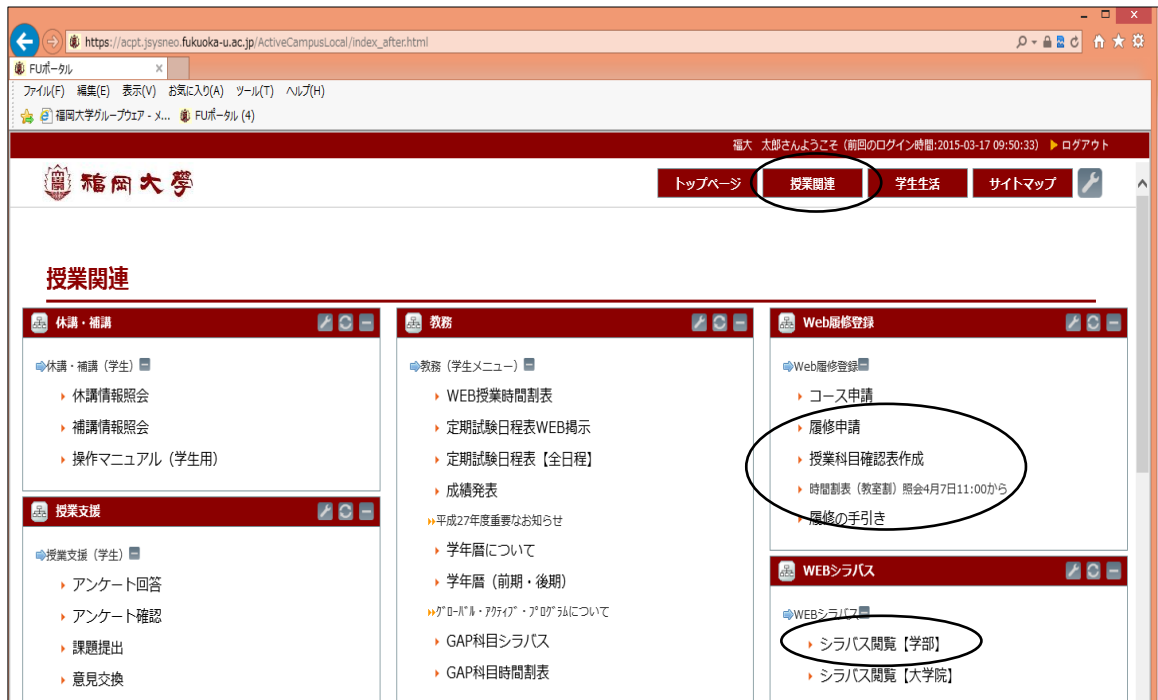 https://acpt.jsysneo.fukuoka-u.ac.jp/ActiveCampusLocal/index_after.html
FUポータル
ファイル(F) 編集(E) 表示(V) お気に入り(A) ツール(T) ヘルプ(H)
福岡大学グループウェア - メ... FUポータル (4)
福大 太郎さんようこそ（前回のログイン時間:2015-03-17 09:50:33） ログアウト
福岡大學
トップページ 授業関連 学生生活 サイトマップ
授業関連
休講・補講
休講・補講（学生）
休講情報照会
補講情報照会
操作マニュアル（学生用）
授業支援
授業支援（学生）
アンケート回答
アンケート確認
課題提出
意見交換
教務
教務（学生メニュー）
WEB授業時間割表
定期試験日程表WEB掲示
定期試験日程表【全日程】
成績発表
平成27年度重要なお知らせ
学年暦について
学年暦（前期・後期）
ｸﾞﾛｰﾊﾞﾙ・ｱｸﾃｨﾌﾞ・ﾌﾟﾛｸﾞﾗﾑについて
GAP科目シラバス
GAP科目時間割表
Web履修登録
Web履修登録
コース申請
履修申請
授業科目確認表作成
時間割表（教室割）照会4月7日11:00から
履修の手引き
WEBシラバス
WEBシラバス
シラバス閲覧【学部】
シラバス閲覧【大学院】